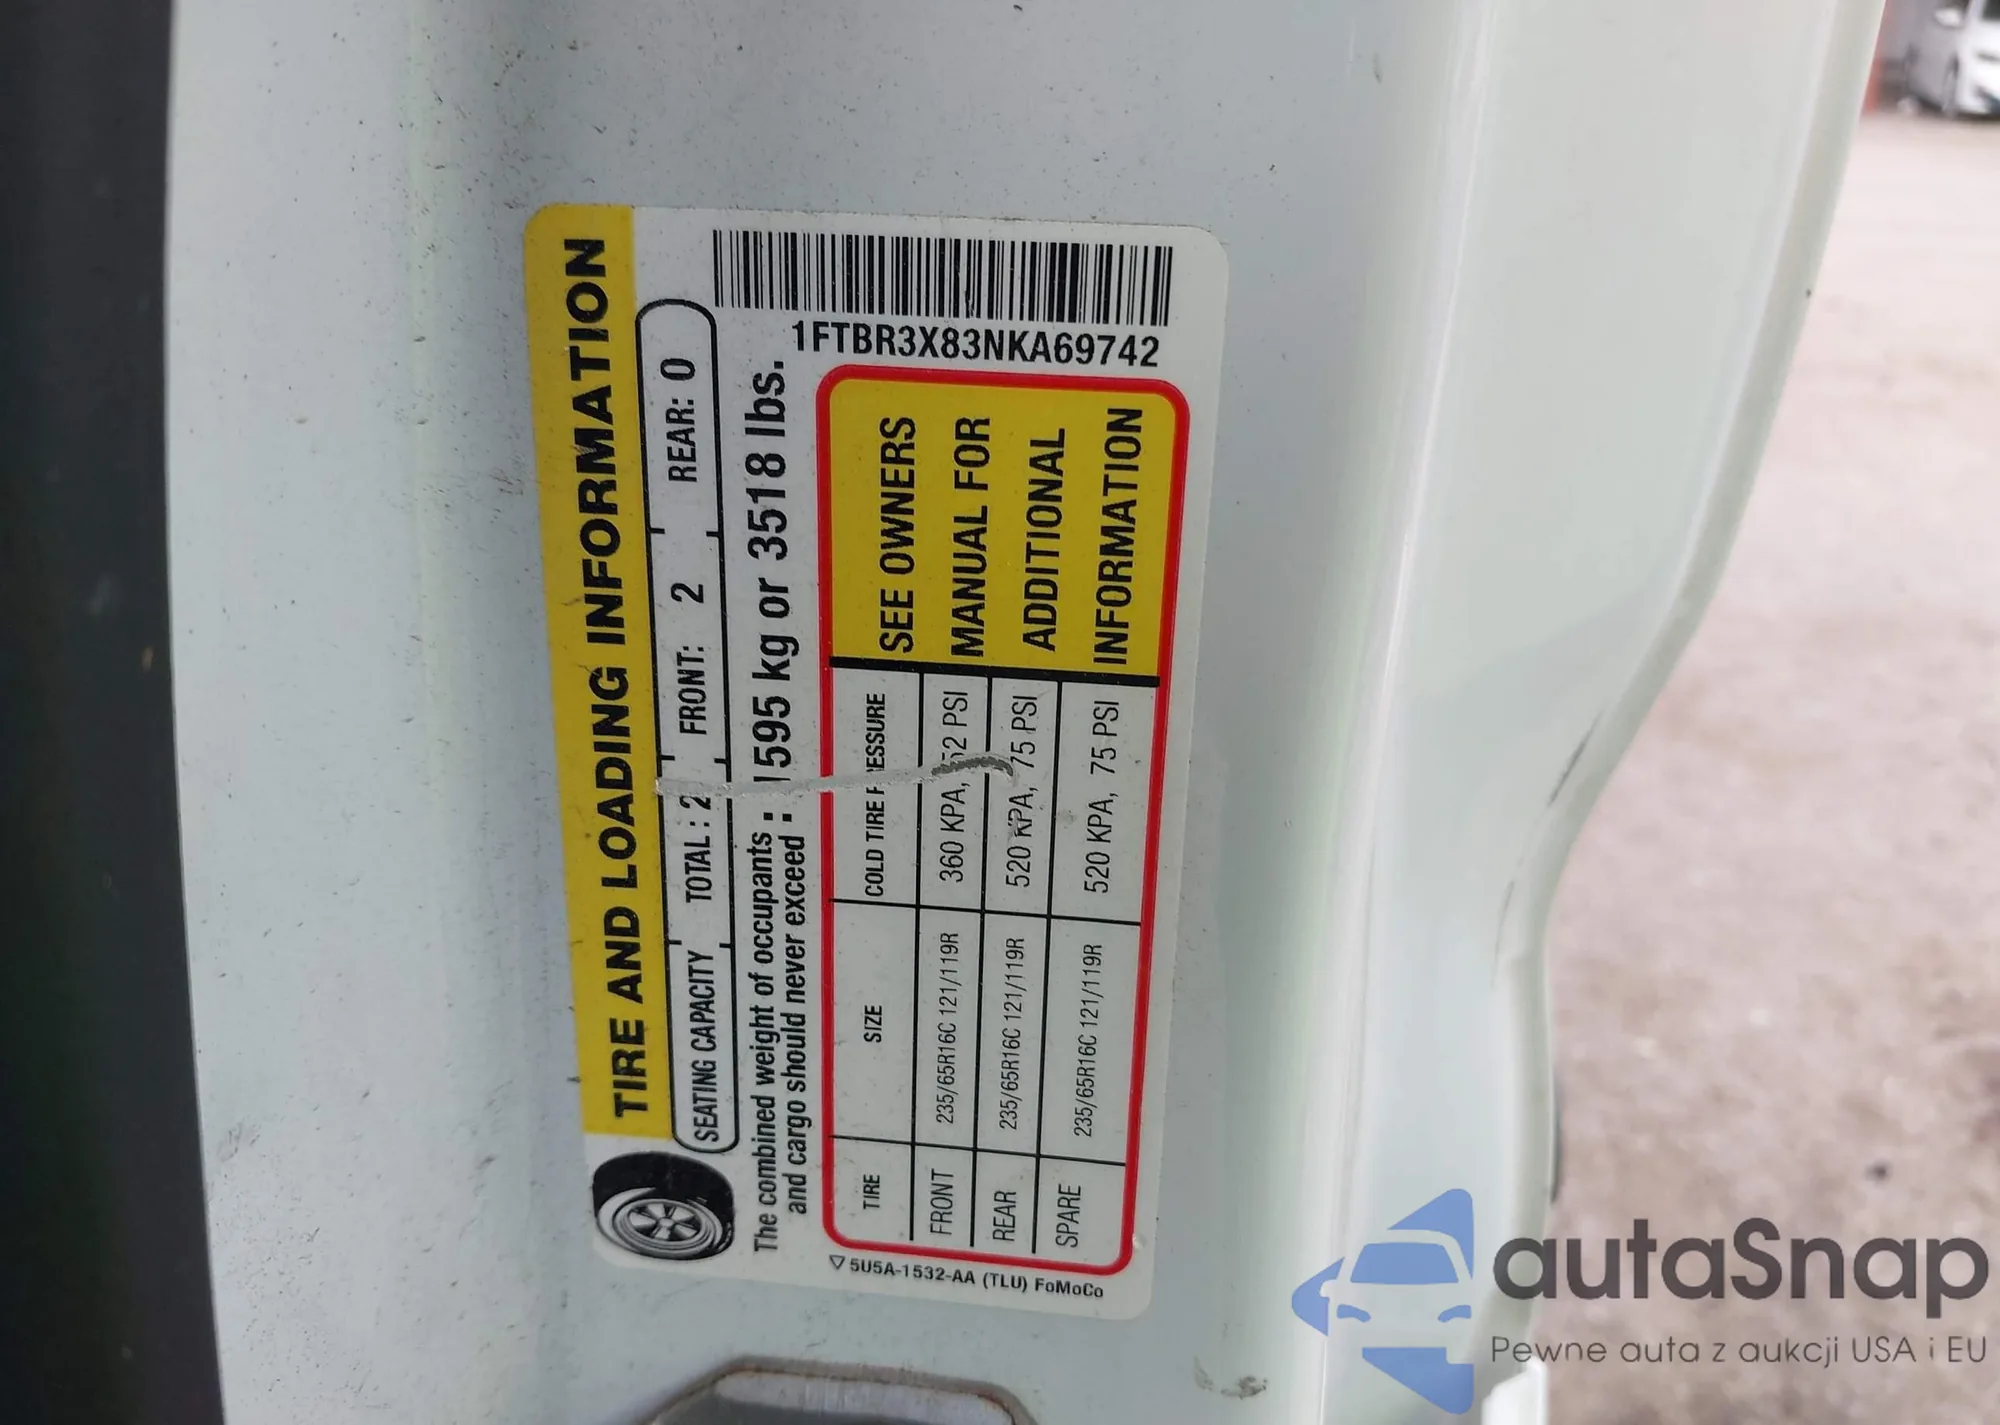 TIRE AND LOADING INFORMATION
SEATING CAPACITY TOTAL : 2 FRONT: 2 REAR: 0
The combined weight of occupants
and cargo should never exceed : 1595 kg or 3518 lbs.
1FTBR3X83NKA69742
TIRE SIZE COLD TIRE PRESSURE
FRONT 235/65R16C 121/119R 360 KPA, 52 PSI
REAR 235/65R16C 121/119R 520 KPA, 75 PSI
SPARE 235/65R16C 121/119R 520 KPA, 75 PSI
SEE OWNERS
MANUAL FOR
ADDITIONAL
INFORMATION
5U5A-1532-AA (TLU) FoMoCo
autaSnap
Pewne auta z aukcji USA i EU